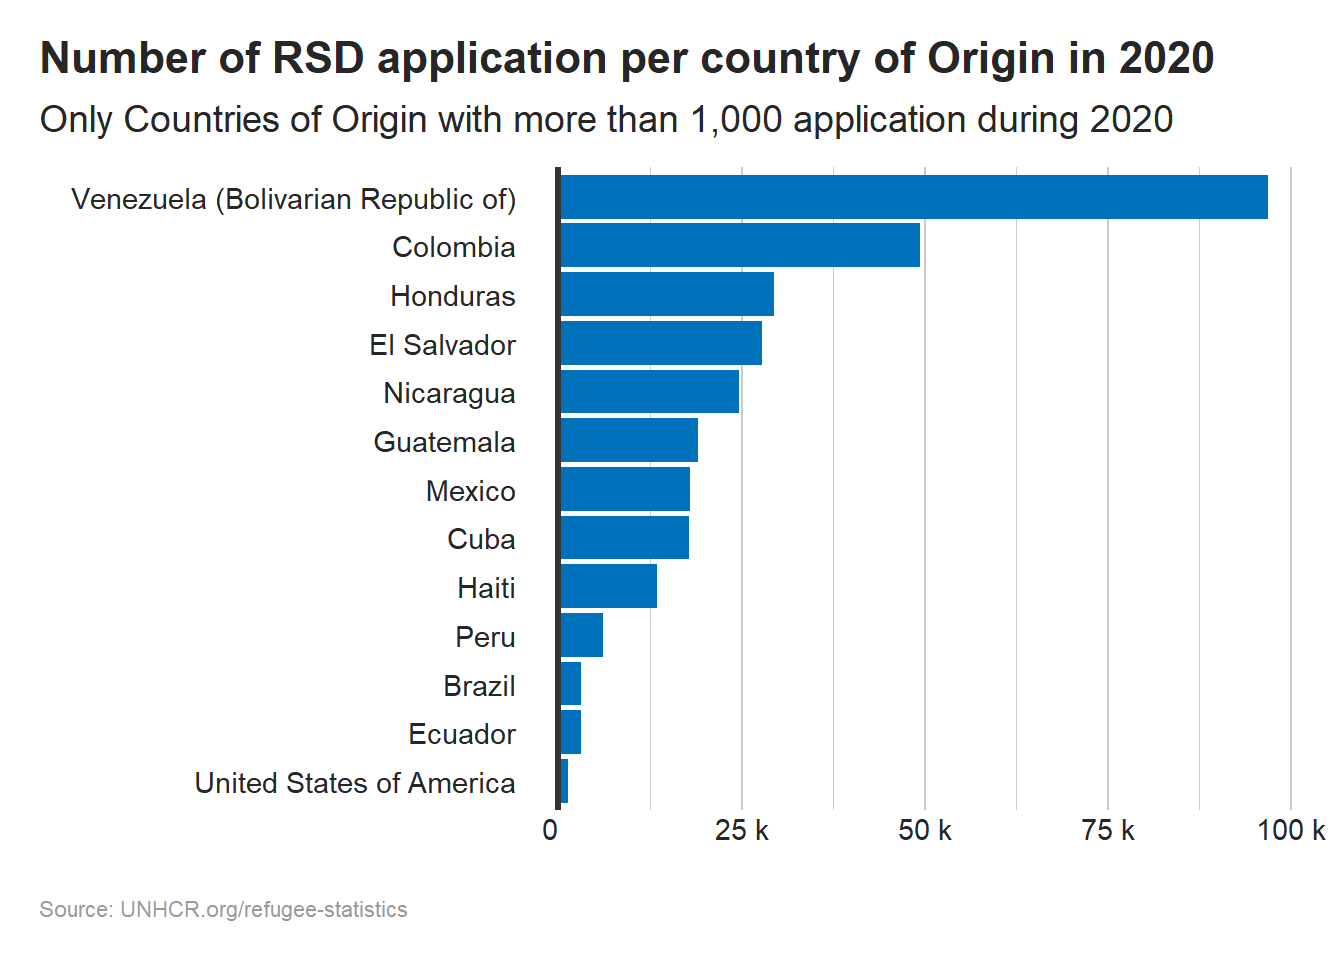 Number of RSD application per country of Origin in 2020
Only Countries of Origin with more than 1,000 application during 2020
Venezuela (Bolivarian Republic of)
Colombia
Honduras
El Salvador
Nicaragua
Guatemala
Mexico
Cuba
Haiti
Peru
Brazil
Ecuador
United States of America
0 25 k 50 k 75 k 100 k
Source: UNHCR.org/refugee-statistics